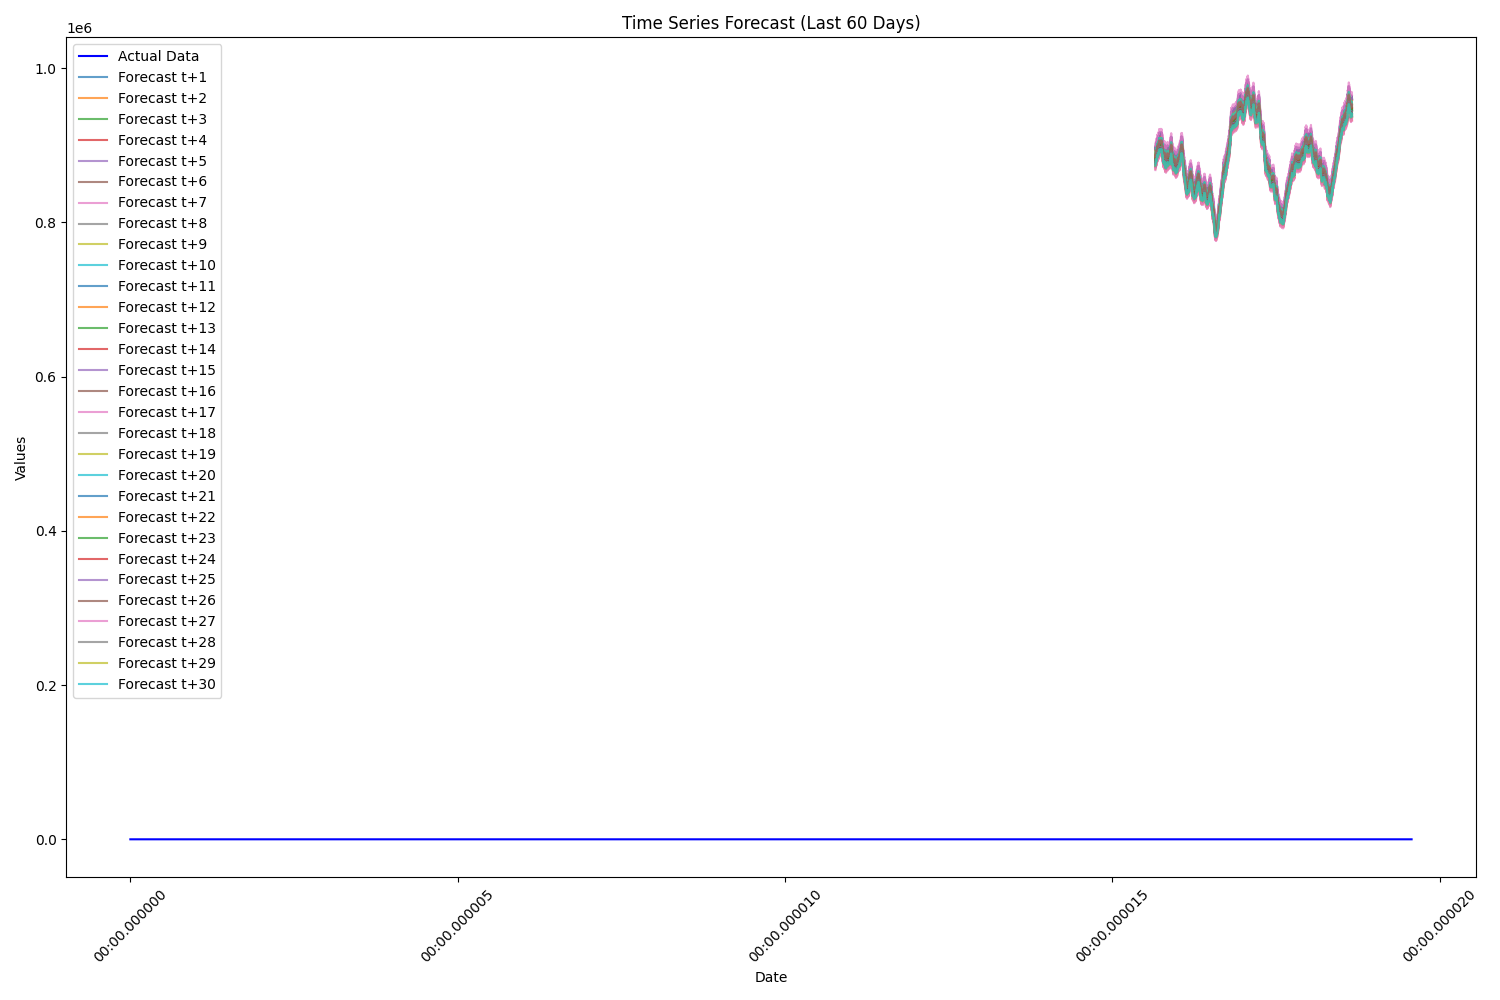 Time Series Forecast (Last 60 Days)
1e6
1.0
0.8
0.6
0.4
0.2
0.0
Values
Actual Data
Forecast t+1
Forecast t+2
Forecast t+3
Forecast t+4
Forecast t+5
Forecast t+6
Forecast t+7
Forecast t+8
Forecast t+9
Forecast t+10
Forecast t+11
Forecast t+12
Forecast t+13
Forecast t+14
Forecast t+15
Forecast t+16
Forecast t+17
Forecast t+18
Forecast t+19
Forecast t+20
Forecast t+21
Forecast t+22
Forecast t+23
Forecast t+24
Forecast t+25
Forecast t+26
Forecast t+27
Forecast t+28
Forecast t+29
Forecast t+30
00:00.000000
00:00.000005
00:00.000010
00:00.000015
00:00.000020
Date